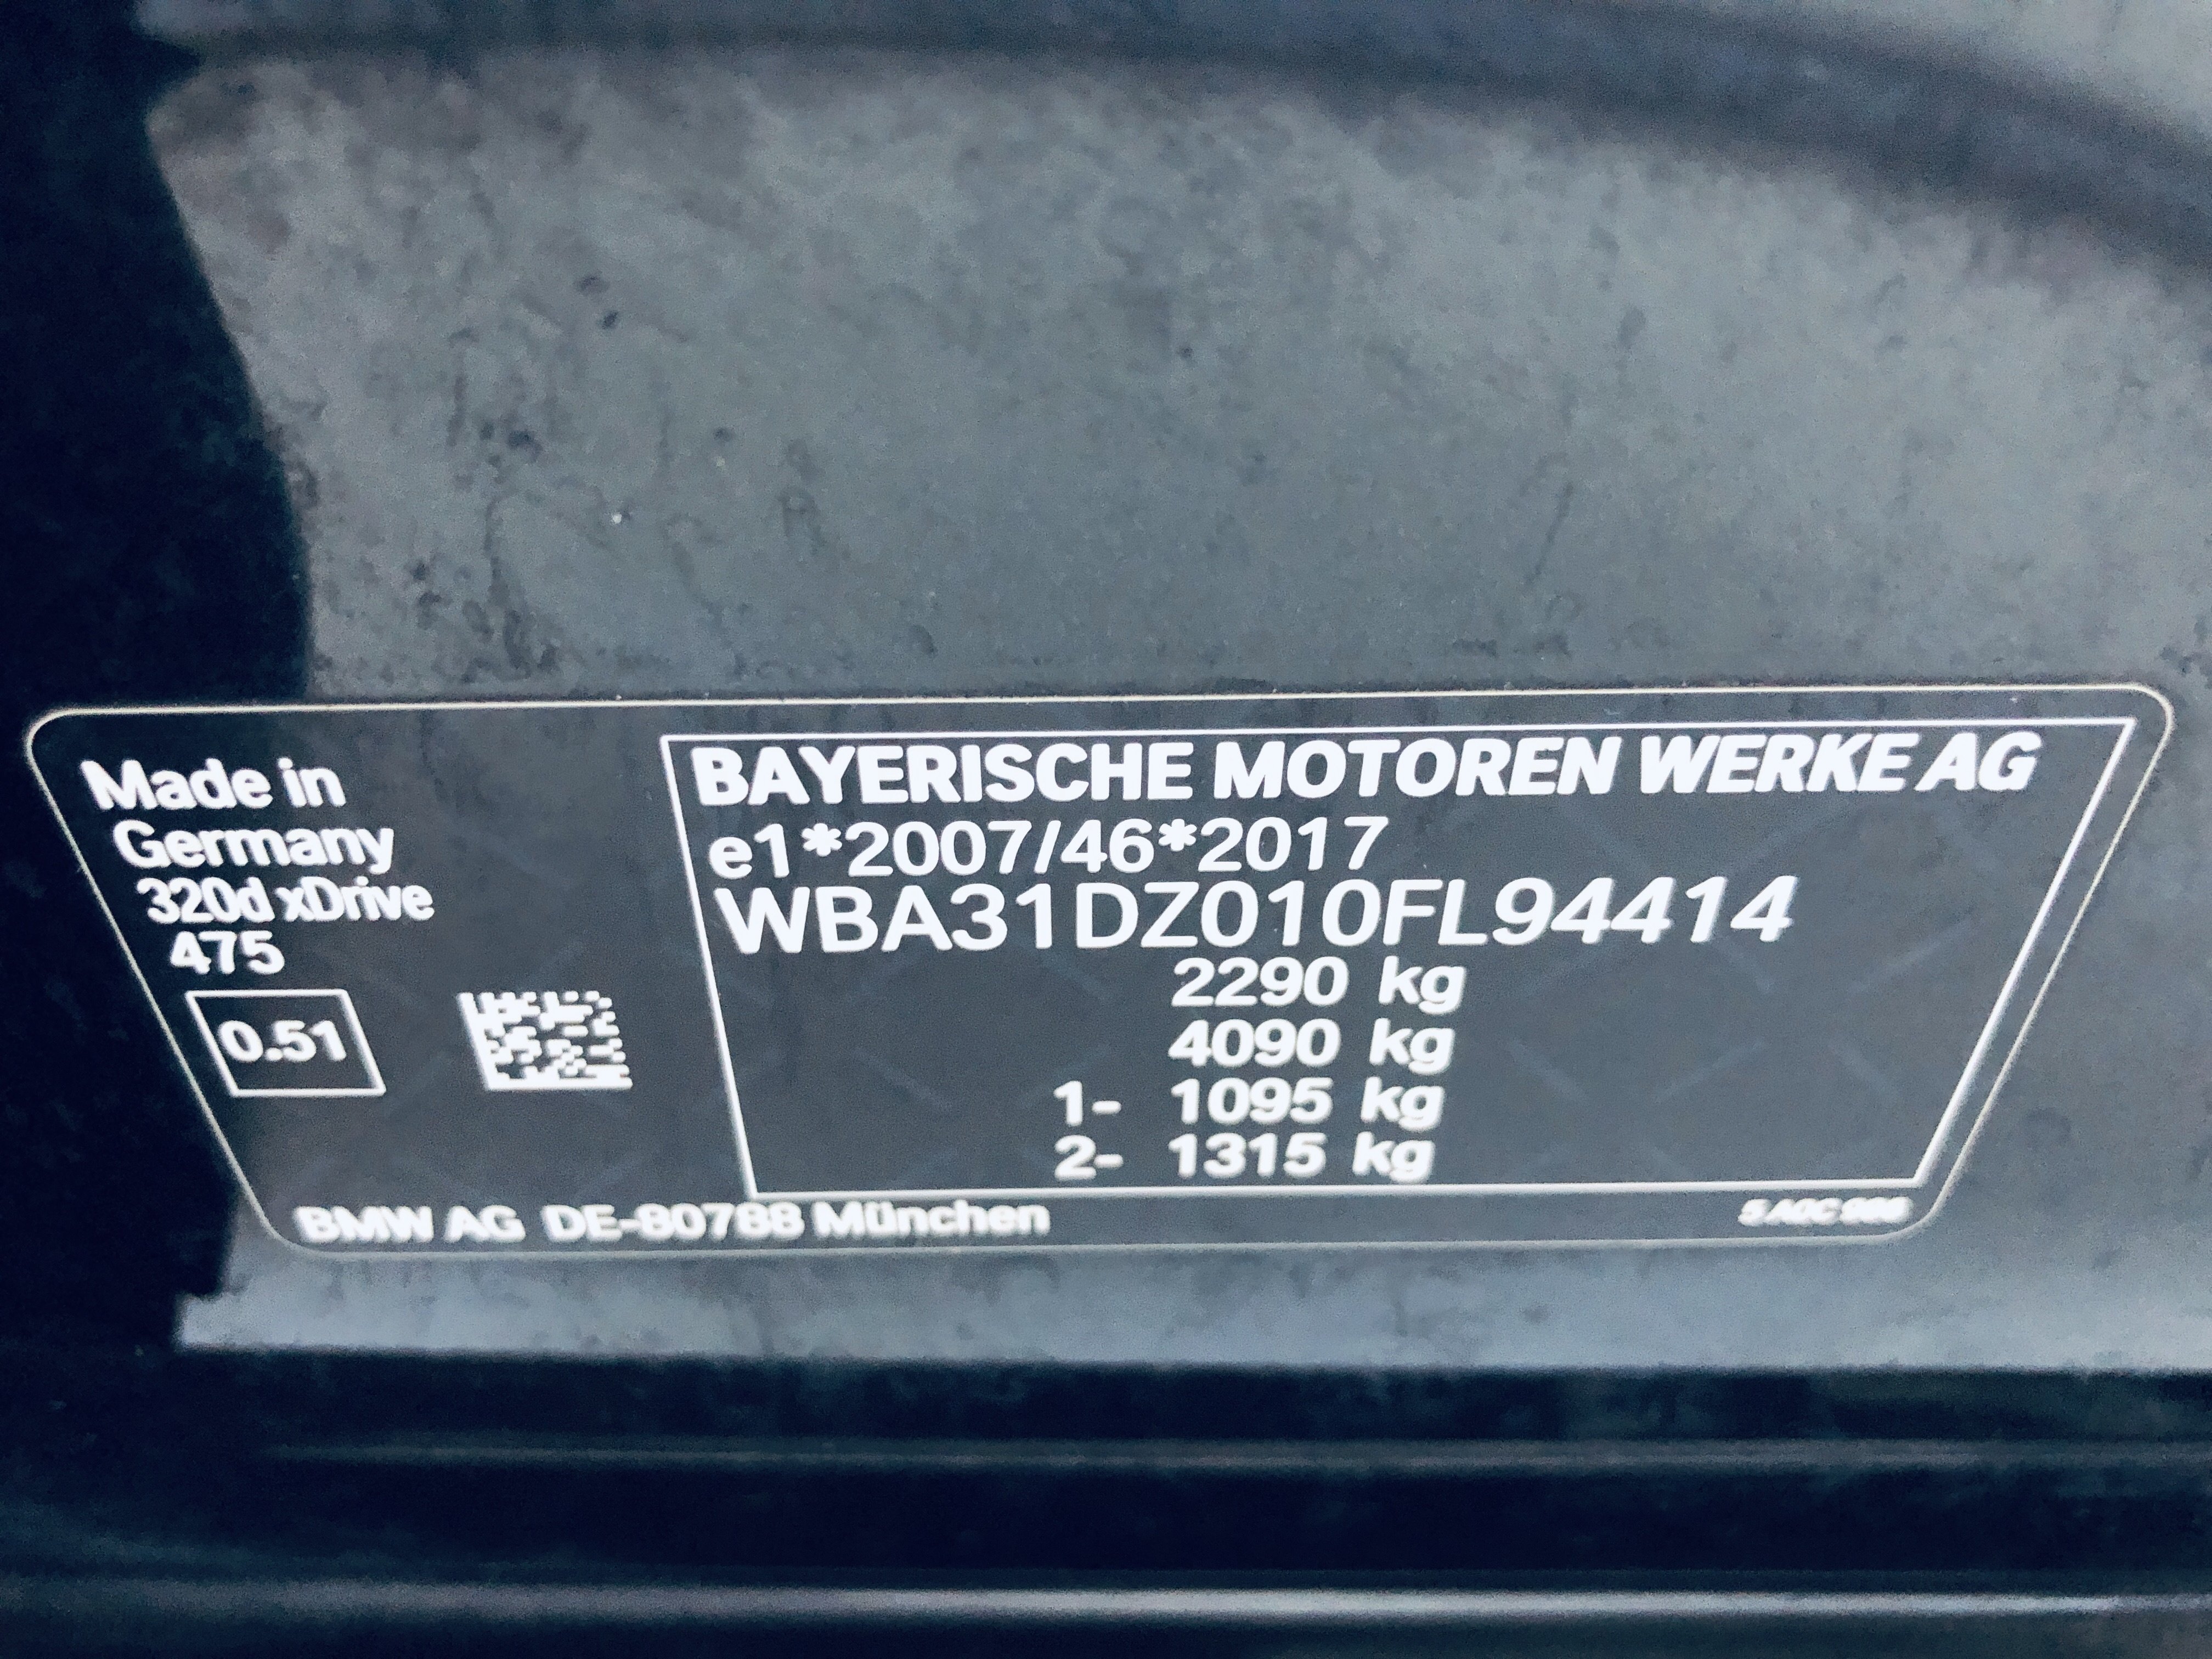 Made in
Germany
320d xDrive
475
0.51
BAYERISCHE MOTOREN WERKE AG
e1*2007/46*2017
WBA31DZ010FL94414
2290 kg
4090 kg
1- 1095 kg
2- 1315 kg
BMW AG DE-80788 München